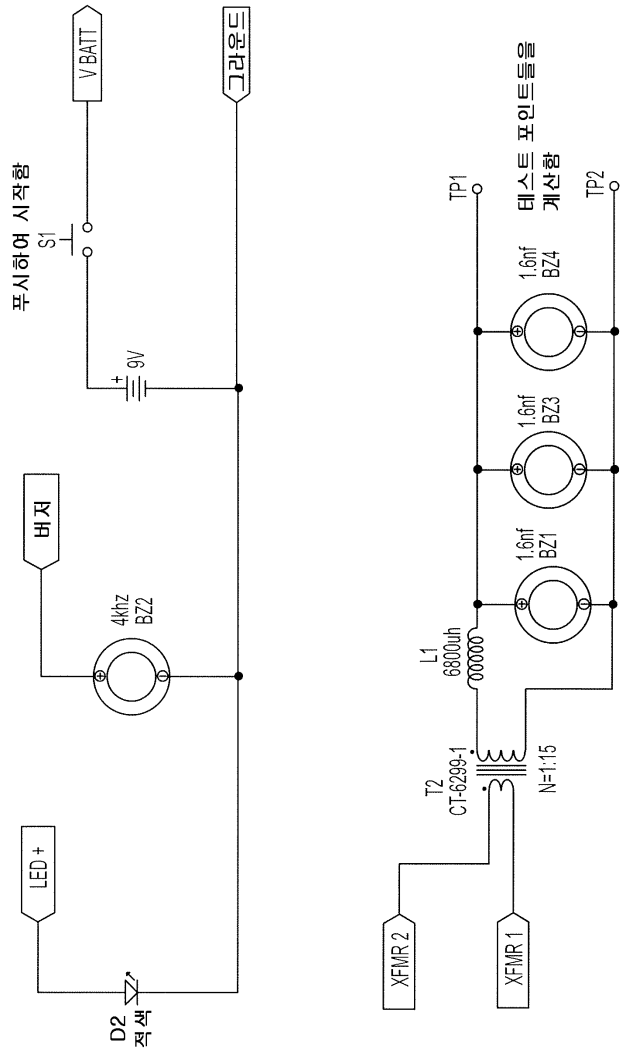 푸시하여 시작함
S1
V BATT
9V
+
그라운드
버저
4khz
BZ2
LED +
D2
적색
테스트 포인트들을
계산함
TP1
TP2
1.6nf
BZ4
1.6nf
BZ3
1.6nf
BZ1
L1
6800uh
T2
CT-6299-1
N=1:15
XFMR 2
XFMR 1